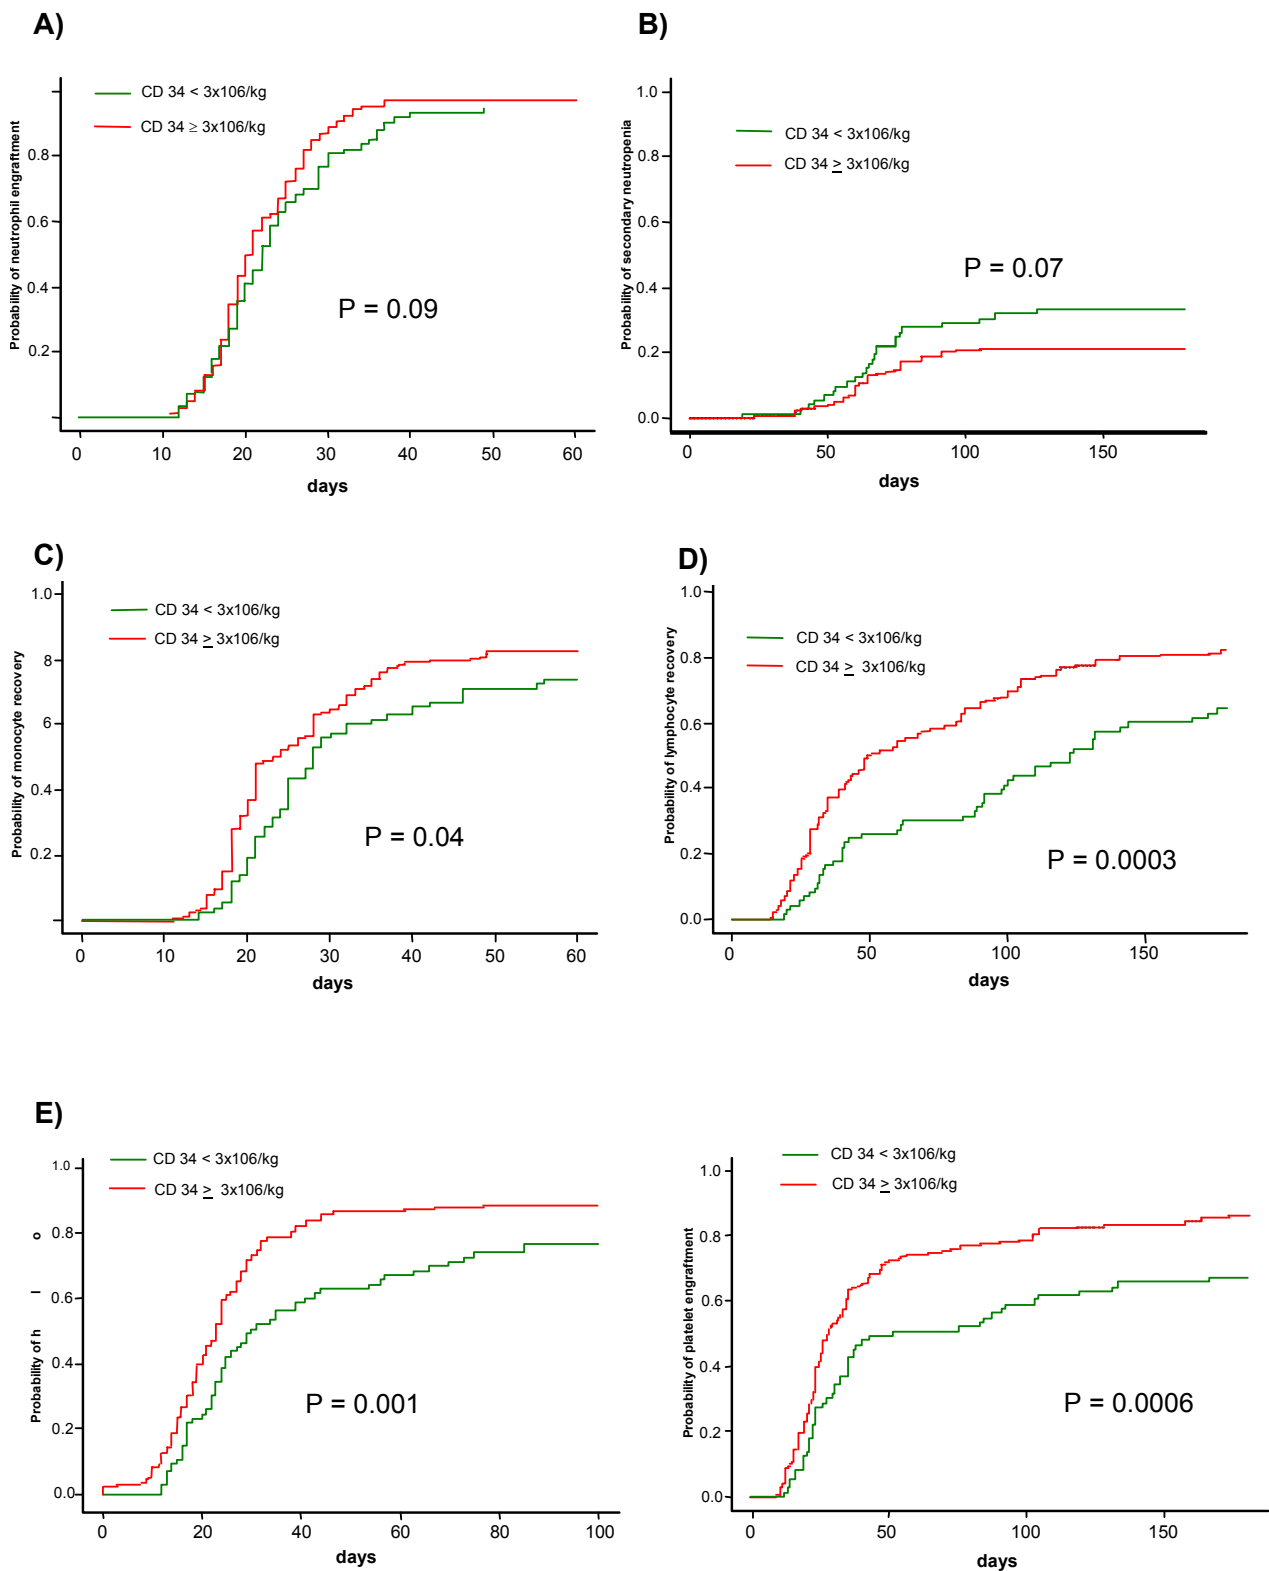 A)
CD 34 < 3x106/kg
CD 34 ≥ 3x106/kg
Probability of neutrophil engraftment
0.8
0.6
0.4
0.2
P = 0.09
0 10 20 30 40 50 60
days
B)
CD 34 < 3x106/kg
CD 34 ≥ 3x106/kg
Probability of secondary neutropenia
1.0
0.8
0.6
0.4
0.2
0.0
P = 0.07
0 50 100 150
days
C)
CD 34 < 3x106/kg
CD 34 ≥ 3x106/kg
Probability of monocyte recovery
1.0
8
6
0.4
0.2
P = 0.04
0 10 20 30 40 50 60
days
D)
CD 34 < 3x106/kg
CD 34 ≥ 3x106/kg
Probability of lymphocyte recovery
1.0
0.8
0.6
0.4
0.2
0.0
P = 0.0003
0 50 100 150
days
E)
CD 34 < 3x106/kg
CD 34 ≥ 3x106/kg
Probability of h l o
1.0
0.8
0.6
0.4
0.2
0.0
P = 0.001
0 20 40 60 80 100
days
CD 34 < 3x106/kg
CD 34 ≥ 3x106/kg
Probability of platelet engraftment
1.0
0.8
0.6
0.4
0.2
0.0
P = 0.0006
0 50 100 150
days